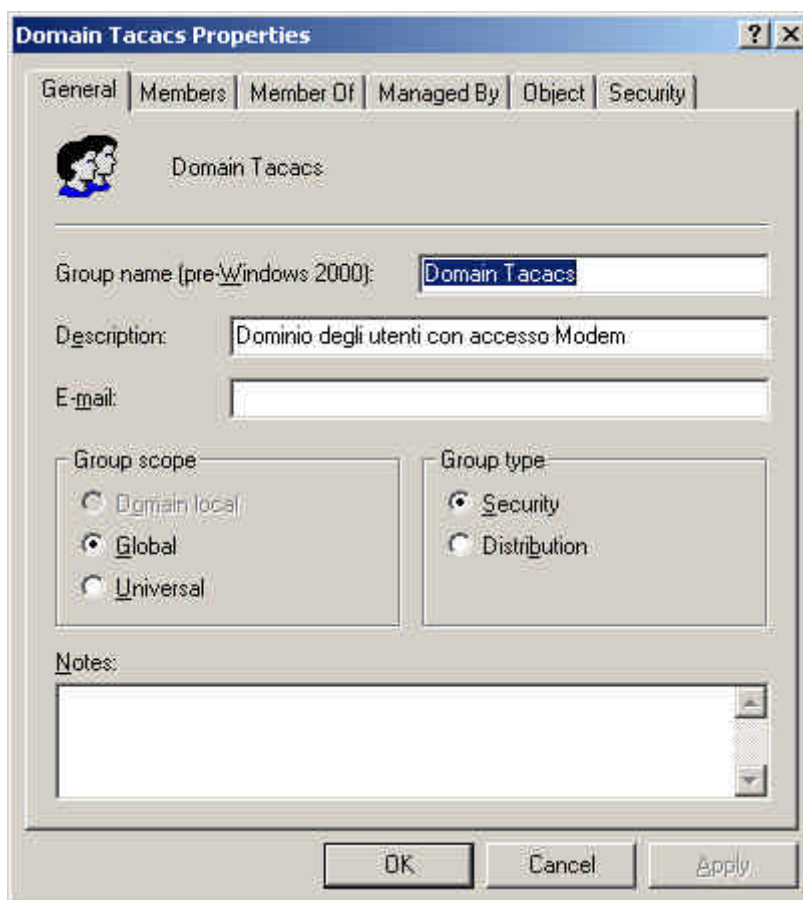 Domain Tacacs Properties
General Members Member Of Managed By Object Security
Domain Tacacs
Group name (pre-Windows 2000): Domain Tacacs
Description: Dominio degli utenti con accesso Modem
E-mail:
Group scope
Domain local
Global
Universal
Group type
Security
Distribution
Notes:
OK Cancel Apply